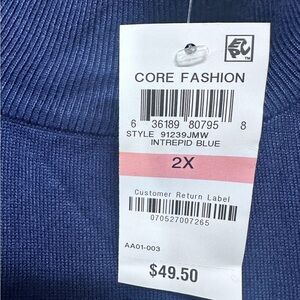 EPC™
CORE FASHION
6 36189 80795 8
STYLE 91239JMW
INTREPID BLUE
2X
Customer Return Label
070527007265
AA01-003
$49.50